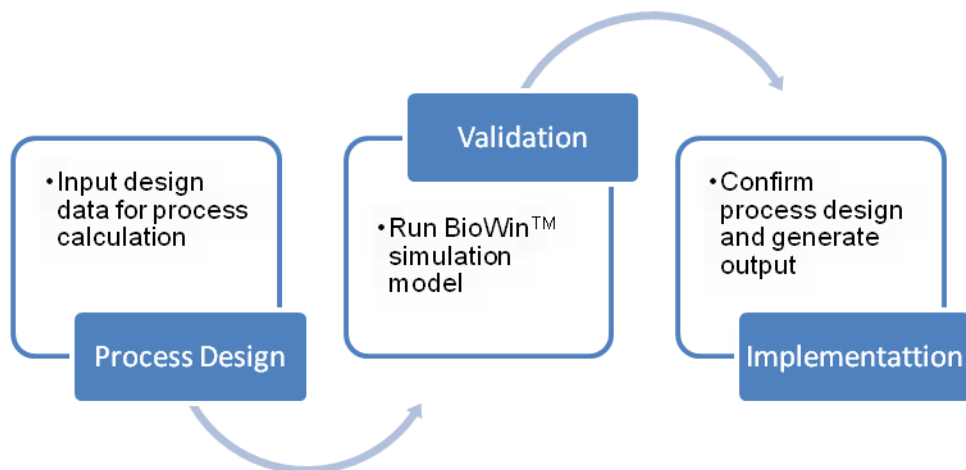 • Input design
data for process
calculation
Process Design
Validation
• Run BioWin™
simulation
model
• Confirm
process design
and generate
output
Implementattion